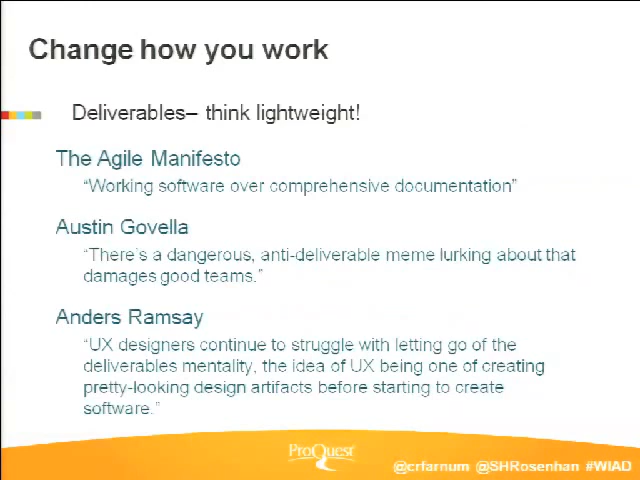 Change how you work
Deliverables– think lightweight!
The Agile Manifesto
“Working software over comprehensive documentation”
Austin Govella
“There’s a dangerous, anti-deliverable meme lurking about that
damages good teams.”
Anders Ramsay
“UX designers continue to struggle with letting go of the
deliverables mentality, the idea of UX being one of creating
pretty-looking design artifacts before starting to create
software.”
ProQuest
@crfarnum @SHRosenhan #WIAD